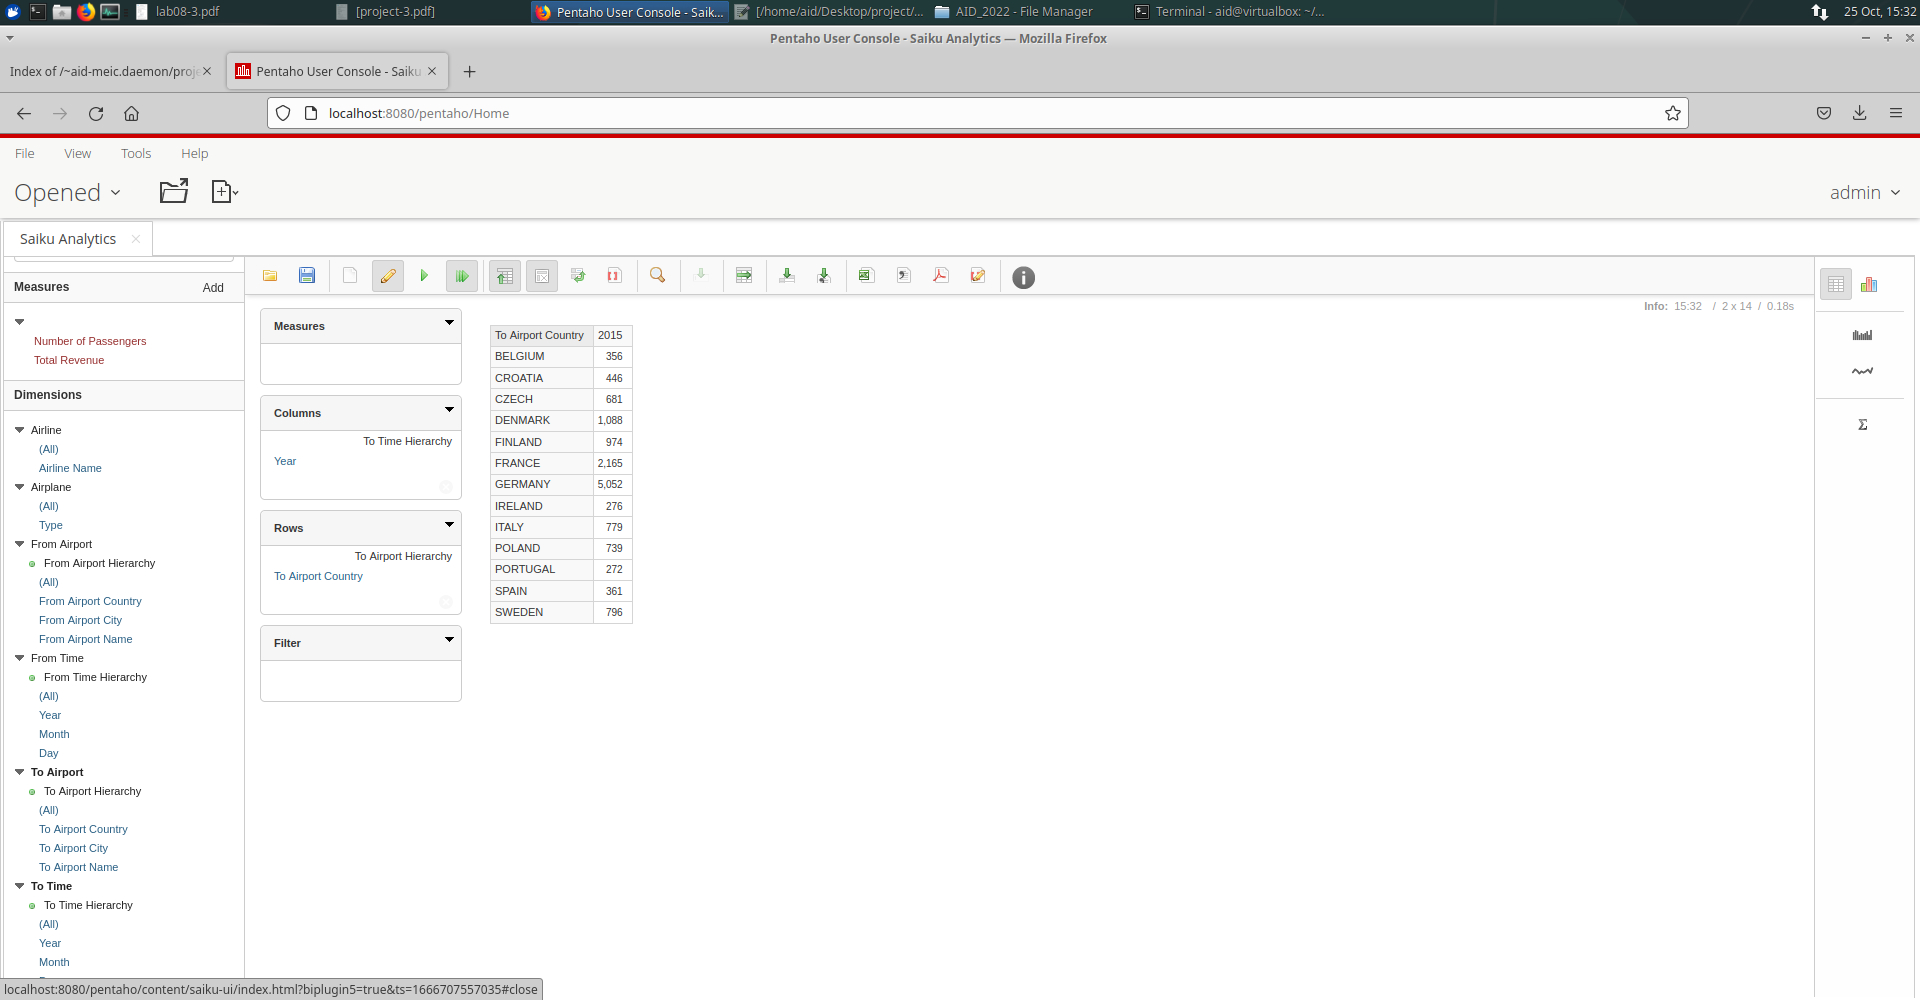 lab08-3.pdf
[project-3.pdf]
Pentaho User Console - Saik...
[/home/aid/Desktop/project/...
AID_2022 - File Manager
Terminal - aid@virtualbox: ~/...
25 Oct, 15:32
Pentaho User Console - Saiku Analytics — Mozilla Firefox
Index of /~aid-meic.daemon/proje
Pentaho User Console - Saiku
localhost:8080/pentaho/Home
File
View
Tools
Help
Opened
admin
Saiku Analytics
Measures
Add
Number of Passengers
Total Revenue
Dimensions
Airline
(All)
Airline Name
Airplane
(All)
Type
From Airport
From Airport Hierarchy
(All)
From Airport Country
From Airport City
From Airport Name
From Time
From Time Hierarchy
(All)
Year
Month
Day
To Airport
To Airport Hierarchy
(All)
To Airport Country
To Airport City
To Airport Name
To Time
To Time Hierarchy
(All)
Year
Month
Measures
Columns
To Time Hierarchy
Year
Rows
To Airport Hierarchy
To Airport Country
Filter
Info: 15:32 / 2 x 14 / 0.18s
To Airport Country 2015
BELGIUM 356
CROATIA 446
CZECH 681
DENMARK 1,088
FINLAND 974
FRANCE 2,165
GERMANY 5,052
IRELAND 276
ITALY 779
POLAND 739
PORTUGAL 272
SPAIN 361
SWEDEN 796
Σ
localhost:8080/pentaho/content/saiku-ui/index.html?biplugin5=true&ts=1666707557035#close